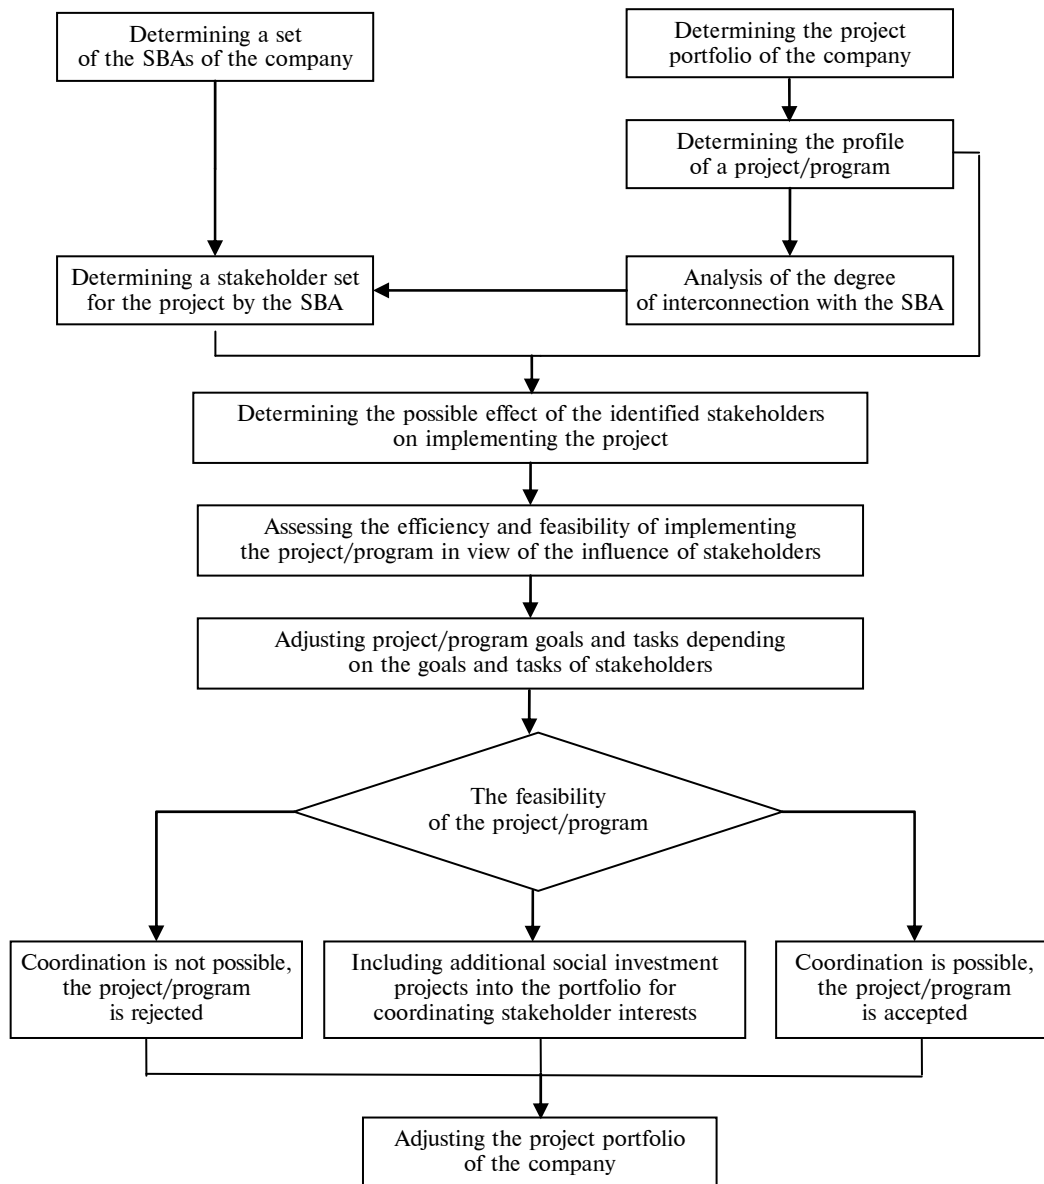 Determining a set
of the SBAs of the company
Determining the project
portfolio of the company
Determining the profile
of a project/program
Determining a stakeholder set
for the project by the SBA
Analysis of the degree
of interconnection with the SBA
Determining the possible effect of the identified stakeholders
on implementing the project
Assessing the efficiency and feasibility of implementing
the project/program in view of the influence of stakeholders
Adjusting project/program goals and tasks depending
on the goals and tasks of stakeholders
The feasibility
of the project/program
Coordination is not possible,
the project/program
is rejected
Including additional social investment
projects into the portfolio for
coordinating stakeholder interests
Coordination is possible,
the project/program
is accepted
Adjusting the project portfolio
of the company